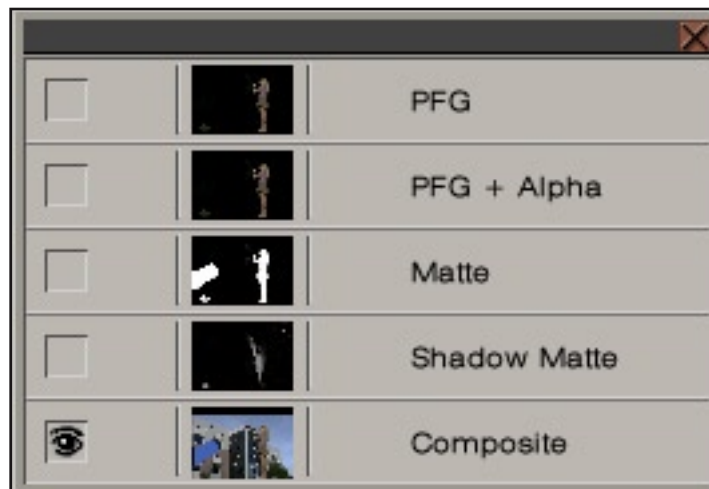 PFG
PFG + Alpha
Matte
Shadow Matte
Composite